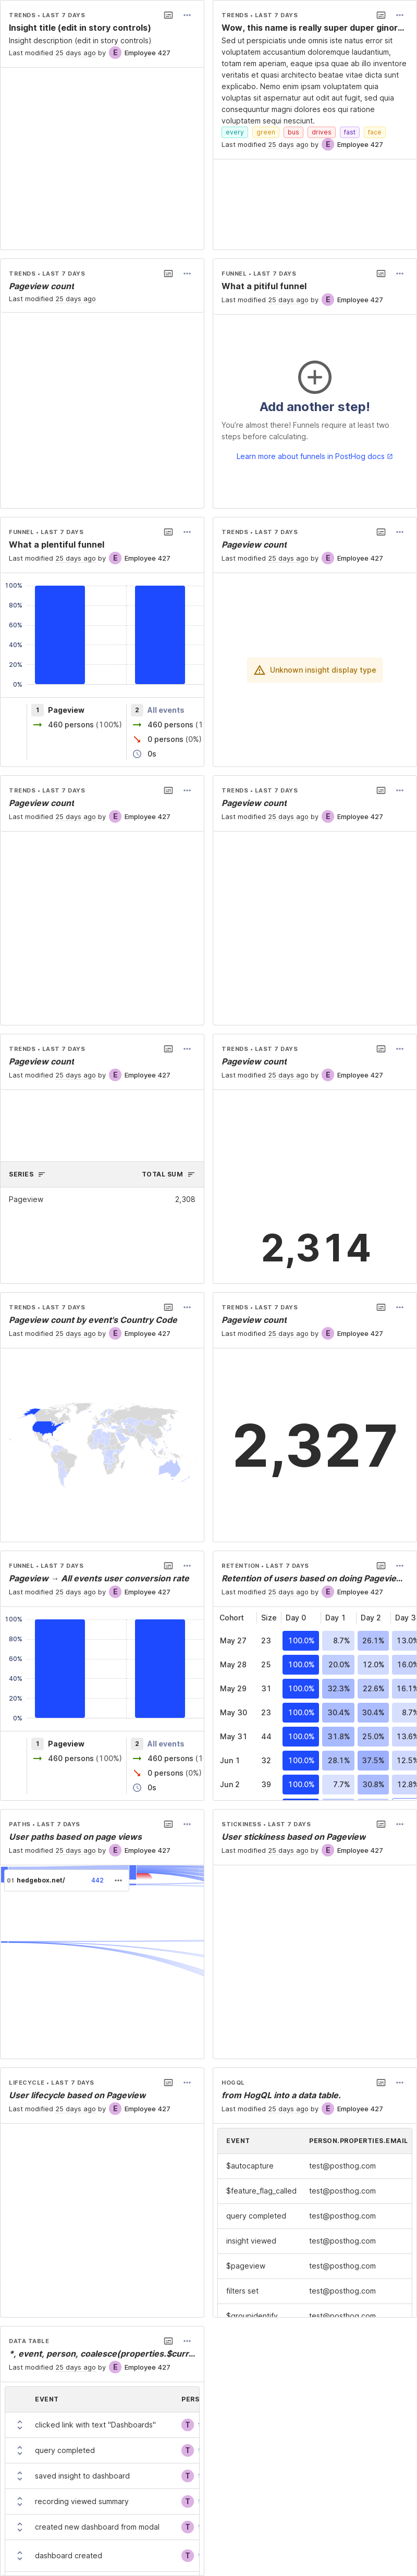 TRENDS • LAST 7 DAYS
Insight title (edit in story controls)
Insight description (edit in story controls)
Last modified 25 days ago by E Employee 427
TRENDS • LAST 7 DAYS
Wow, this name is really super duper ginor...
Sed ut perspiciatis unde omnis iste natus error sit
voluptatem accusantium doloremque laudantium,
totam rem aperiam, eaque ipsa quae ab illo inventore
veritatis et quasi architecto beatae vitae dicta sunt
explicabo. Nemo enim ipsam voluptatem quia
voluptas sit aspernatur aut odit aut fugit, sed quia
consequuntur magni dolores eos qui ratione
voluptatem sequi nesciunt.
every green bus drives fast face
Last modified 25 days ago by E Employee 427
TRENDS • LAST 7 DAYS
Pageview count
Last modified 25 days ago
FUNNEL • LAST 7 DAYS
What a pitiful funnel
Last modified 25 days ago by E Employee 427
Add another step!
You're almost there! Funnels require at least two
steps before calculating.
Learn more about funnels in PostHog docs
FUNNEL • LAST 7 DAYS
What a plentiful funnel
Last modified 25 days ago by E Employee 427
100%
80%
60%
40%
20%
0%
1 Pageview
460 persons (100%)
2 All events
460 persons (1
0 persons (0%)
0s
TRENDS • LAST 7 DAYS
Pageview count
Last modified 25 days ago by E Employee 427
Unknown insight display type
TRENDS • LAST 7 DAYS
Pageview count
Last modified 25 days ago by E Employee 427
TRENDS • LAST 7 DAYS
Pageview count
Last modified 25 days ago by E Employee 427
TRENDS • LAST 7 DAYS
Pageview count
Last modified 25 days ago by E Employee 427
SERIES TOTAL SUM
Pageview 2,308
TRENDS • LAST 7 DAYS
Pageview count
Last modified 25 days ago by E Employee 427
2,314
TRENDS • LAST 7 DAYS
Pageview count by event's Country Code
Last modified 25 days ago by E Employee 427
TRENDS • LAST 7 DAYS
Pageview count
Last modified 25 days ago by E Employee 427
2,327
FUNNEL • LAST 7 DAYS
Pageview → All events user conversion rate
Last modified 25 days ago by E Employee 427
100%
80%
60%
40%
20%
0%
1 Pageview
460 persons (100%)
2 All events
460 persons (1
0 persons (0%)
0s
RETENTION • LAST 7 DAYS
Retention of users based on doing Pagevie...
Last modified 25 days ago by E Employee 427
Cohort Size Day 0 Day 1 Day 2 Day 3
May 27 23 100.0% 8.7% 26.1% 13.0%
May 28 25 100.0% 20.0% 12.0% 16.0%
May 29 31 100.0% 32.3% 22.6% 16.1%
May 30 23 100.0% 30.4% 30.4% 8.7%
May 31 44 100.0% 31.8% 25.0% 13.6%
Jun 1 32 100.0% 28.1% 37.5% 12.5%
Jun 2 39 100.0% 7.7% 30.8% 12.8%
PATHS • LAST 7 DAYS
User paths based on page views
Last modified 25 days ago by E Employee 427
01 hedgebox.net/ 442
STICKINESS • LAST 7 DAYS
User stickiness based on Pageview
Last modified 25 days ago by E Employee 427
LIFECYCLE • LAST 7 DAYS
User lifecycle based on Pageview
Last modified 25 days ago by E Employee 427
HOGQL
from HogQL into a data table.
Last modified 25 days ago by E Employee 427
EVENT PERSON.PROPERTIES.EMAIL
$autocapture test@posthog.com
$feature_flag_called test@posthog.com
query completed test@posthog.com
insight viewed test@posthog.com
$pageview test@posthog.com
filters set test@posthog.com
$groupidentify test@posthog.com
DATA TABLE
*, event, person, coalesce(properties.$curr...
Last modified 25 days ago by E Employee 427
EVENT PERS
clicked link with text "Dashboards" T
query completed T
saved insight to dashboard T
recording viewed summary T
created new dashboard from modal T
dashboard created T